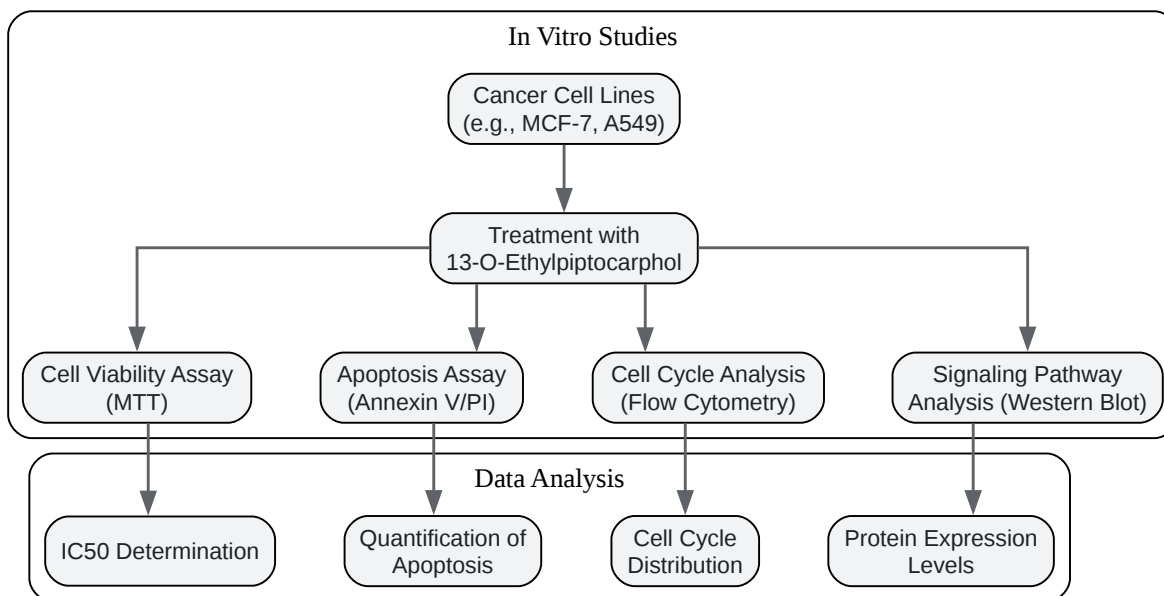 In Vitro Studies
Cancer Cell Lines
(e.g., MCF-7, A549)
Treatment with
13-O-Ethylpiptocarphol
Cell Viability Assay
(MTT)
Apoptosis Assay
(Annexin V/PI)
Cell Cycle Analysis
(Flow Cytometry)
Signaling Pathway
Analysis (Western Blot)
Data Analysis
IC50 Determination
Quantification of
Apoptosis
Cell Cycle
Distribution
Protein Expression
Levels